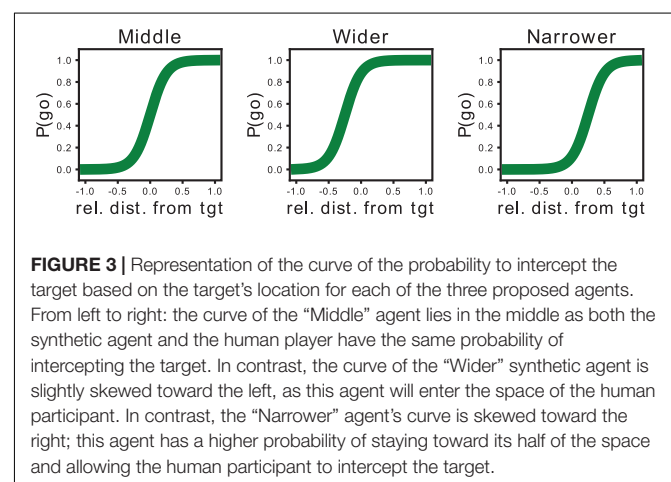 Middle Wider Narrower
1.0 1.0 1.0
0.8 0.8 0.8
0.6 0.6 0.6
0.4 0.4 0.4
0.2 0.2 0.2
0.0 0.0 0.0
P(go) P(go) P(go)
-1.0 -0.5 0.0 0.5 1.0 -1.0 -0.5 0.0 0.5 1.0 -1.0 -0.5 0.0 0.5 1.0
rel. dist. from tgt rel. dist. from tgt rel. dist. from tgt
FIGURE 3 | Representation of the curve of the probability to intercept the
target based on the target's location for each of the three proposed agents.
From left to right: the curve of the “Middle” agent lies in the middle as both the
synthetic agent and the human player have the same probability of
intercepting the target. In contrast, the curve of the “Wider” synthetic agent is
slightly skewed toward the left, as this agent will enter the space of the human
participant. In contrast, the “Narrower” agent's curve is skewed toward the
right; this agent has a higher probability of staying toward its half of the space
and allowing the human participant to intercept the target.